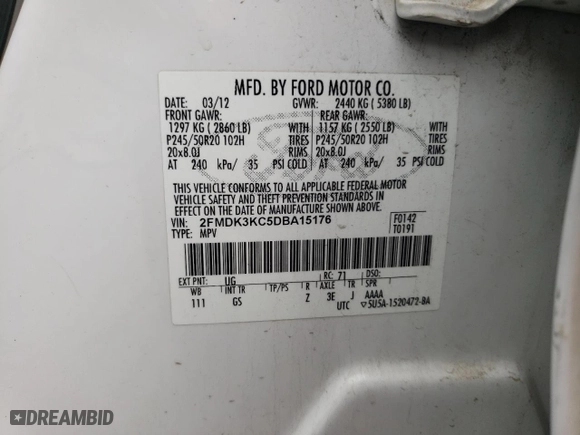 MFD. BY FORD MOTOR CO.
DATE: 03/12 GVWR: 2440 KG ( 5380 LB)
FRONT GAWR: REAR GAWR:
1297 KG ( 2860 LB) WITH 1157 KG ( 2550 LB) WITH
P245/50R20 102H TIRES P245/50R20 102H TIRES
20x8.0J RIMS 20x8.0J RIMS
AT 240 kPa/ 35 PSI COLD AT 240 kPa/ 35 PSI COLD
THIS VEHICLE CONFORMS TO ALL APPLICABLE FEDERAL MOTOR
VEHICLE SAFETY AND THEFT PREVENTION STANDARDS IN EFFECT
ON THE DATE OF MANUFACTURE SHOWN ABOVE.
VIN: 2FMDK3KC5DBA15176 F0142
TYPE: MPV T0191
EXT PNT: UG RC: 71 DSO:
WB INT TR TP/PS R AXLE TR SPR
111 GS Z 3E J AAAA
UTC ▽5U5A-1520472-BA
DREAMBID